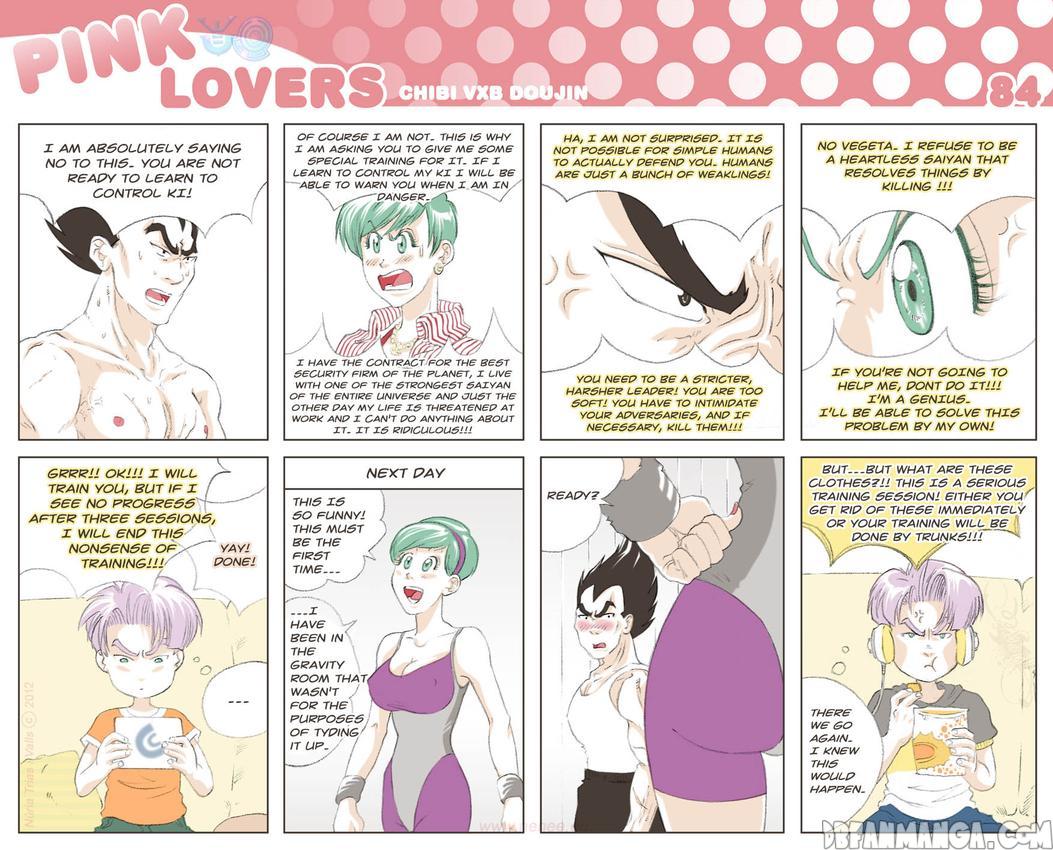 PINK
LOVERS
CHIBI VXB DOUJIN
84
I AM ABSOLUTELY SAYING
NO TO THIS. YOU ARE NOT
READY TO LEARN TO
CONTROL KI!
OF COURSE I AM NOT. THIS IS WHY
I AM ASKING YOU TO GIVE ME SOME
SPECIAL TRAINING FOR IT. IF I
LEARN TO CONTROL MY KI I WILL BE
ABLE TO WARN YOU WHEN I AM IN
DANGER.
I HAVE THE CONTRACT FOR THE BEST
SECURITY FIRM OF THE PLANET, I LIVE
WITH ONE OF THE STRONGEST SAIYAN
OF THE ENTIRE UNIVERSE AND JUST THE
OTHER DAY MY LIFE IS THREATENED AT
WORK AND I CAN'T DO ANYTHING ABOUT
IT. IT IS RIDICULOUS!!!
HA, I AM NOT SURPRISED. IT IS
NOT POSSIBLE FOR SIMPLE HUMANS
TO ACTUALLY DEFEND YOU. HUMANS
ARE JUST A BUNCH OF WEAKLINGS!
YOU NEED TO BE A STRICTER,
HARSHER LEADER! YOU ARE TOO
SOFT! YOU HAVE TO INTIMIDATE
YOUR ADVERSARIES, AND IF
NECESSARY, KILL THEM!!!
NO VEGETA. I REFUSE TO BE
A HEARTLESS SAIYAN THAT
RESOLVES THINGS BY
KILLING !!!
IF YOU'RE NOT GOING TO
HELP ME, DONT DO IT!!!
I'M A GENIUS.
I'LL BE ABLE TO SOLVE THIS
PROBLEM BY MY OWN!
GRRR!! OK!!! I WILL
TRAIN YOU, BUT IF I
SEE NO PROGRESS
AFTER THREE SESSIONS,
I WILL END THIS
NONSENSE OF
TRAINING!!!
YAY!
DONE!
---
Núria Trias Valls © 2012
NEXT DAY
THIS IS
SO FUNNY!
THIS MUST
BE THE
FIRST
TIME---
---I
HAVE
BEEN IN
THE
GRAVITY
ROOM THAT
WASN'T
FOR THE
PURPOSES
OF TYDING
IT UP.
READY?
BUT---BUT WHAT ARE THESE
CLOTHES?!! THIS IS A SERIOUS
TRAINING SESSION! EITHER YOU
GET RID OF THESE IMMEDIATELY
OR YOUR TRAINING WILL BE
DONE BY TRUNKS!!!
THERE
WE GO
AGAIN.
I KNEW
THIS
WOULD
HAPPEN.
DBFANMANGA.COM